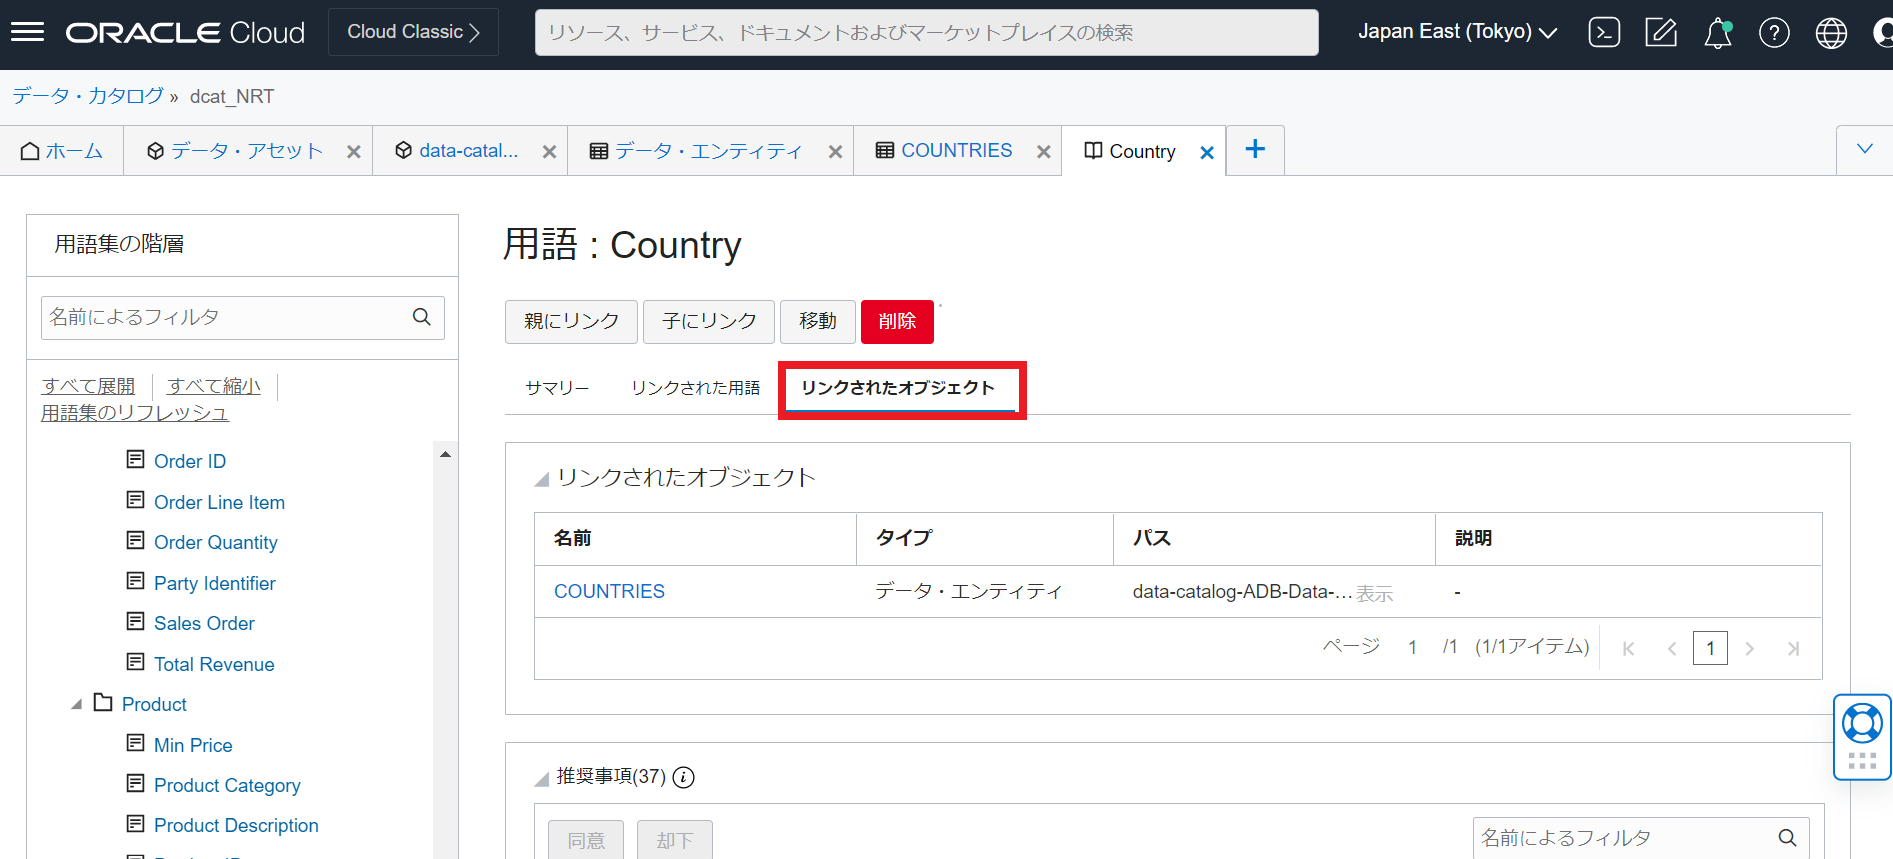 ORACLE Cloud
Cloud Classic
リソース、サービス、ドキュメントおよびマーケットプレイスの検索
Japan East (Tokyo)
データ・カタログ » dcat_NRT
ホーム
データ・アセット
data-catal...
データ・エンティティ
COUNTRIES
Country
用語集の階層
名前によるフィルタ
すべて展開
すべて縮小
用語集のリフレッシュ
Order ID
Order Line Item
Order Quantity
Party Identifier
Sales Order
Total Revenue
Product
Min Price
Product Category
Product Description
用語 : Country
親にリンク
子にリンク
移動
削除
サマリー
リンクされた用語
リンクされたオブジェクト
リンクされたオブジェクト
名前 タイプ パス 説明
COUNTRIES データ・エンティティ data-catalog-ADB-Data-... 表示 -
ページ 1 /1 (1/1アイテム) 1
推奨事項(37)
同意
却下
名前によるフィルタ